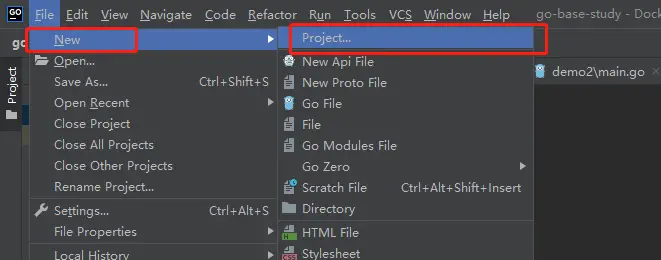 GO File Edit View Navigate Code Refactor Run Tools VCS Window Help go-base-study - Dock
go
New
Project...
Open...
New Api File
demo2\main.go
Save As... Ctrl+Shift+S
New Proto File
Open Recent
Go File
Close Project
File
Close All Projects
Go Modules File
Close Other Projects
Go Zero
Rename Project...
Scratch File Ctrl+Alt+Shift+Insert
Settings... Ctrl+Alt+S
Directory
File Properties
HTML File
Local History
Stylesheet
Project